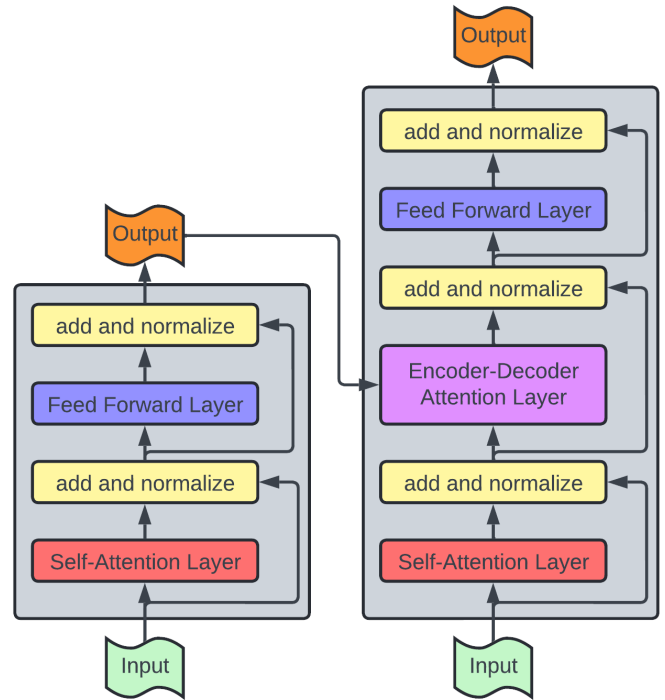 Output
add and normalize
Feed Forward Layer
add and normalize
Self-Attention Layer
Input
Output
add and normalize
Feed Forward Layer
add and normalize
Encoder-Decoder
Attention Layer
add and normalize
Self-Attention Layer
Input